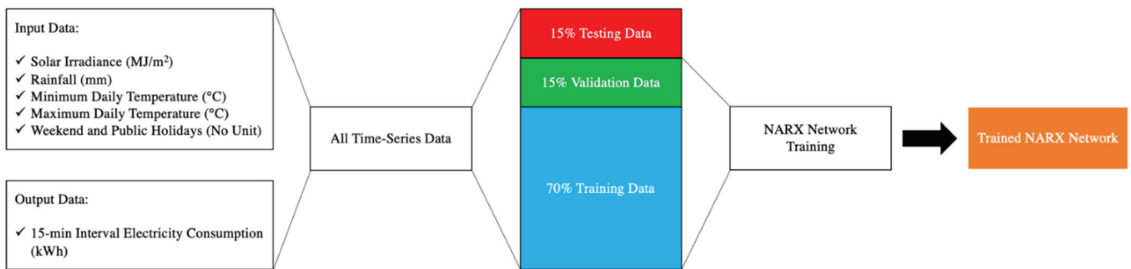 Input Data:
✓ Solar Irradiance (MJ/m²)
✓ Rainfall (mm)
✓ Minimum Daily Temperature (°C)
✓ Maximum Daily Temperature (°C)
✓ Weekend and Public Holidays (No Unit)
Output Data:
✓ 15-min Interval Electricity Consumption
(kWh)
All Time-Series Data
15% Testing Data
15% Validation Data
70% Training Data
NARX Network
Training
Trained NARX Network